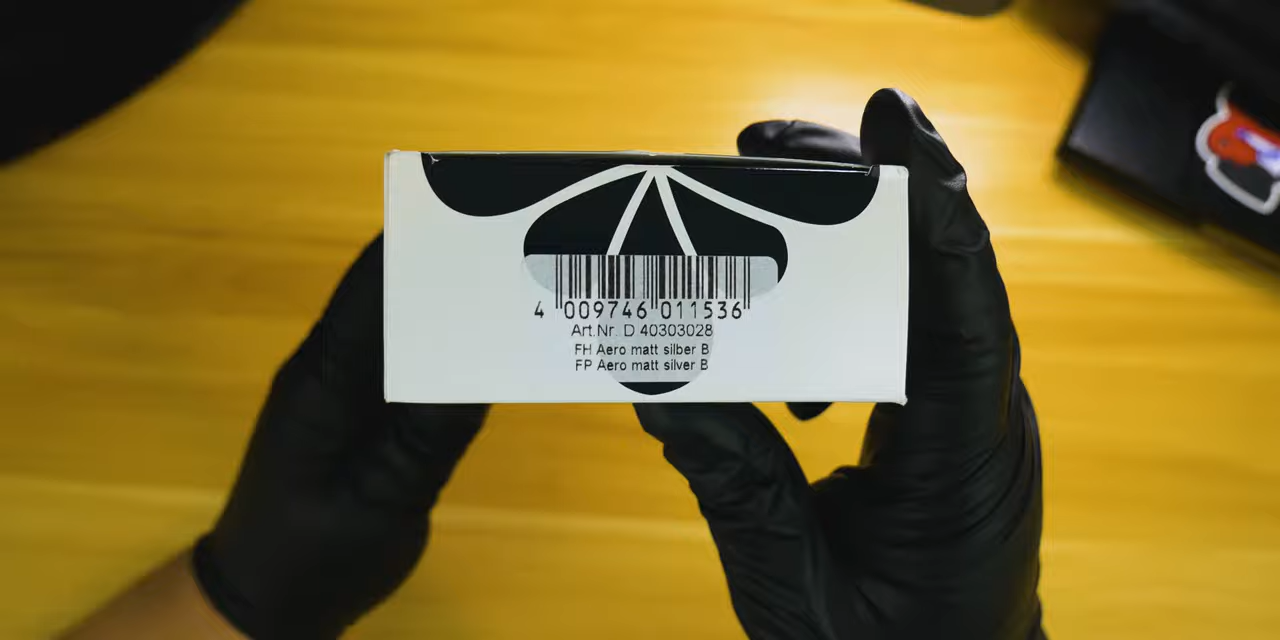 4 009746 011536
Art.Nr. D 40303028
FH Aero matt silber B
FP Aero matt silver B